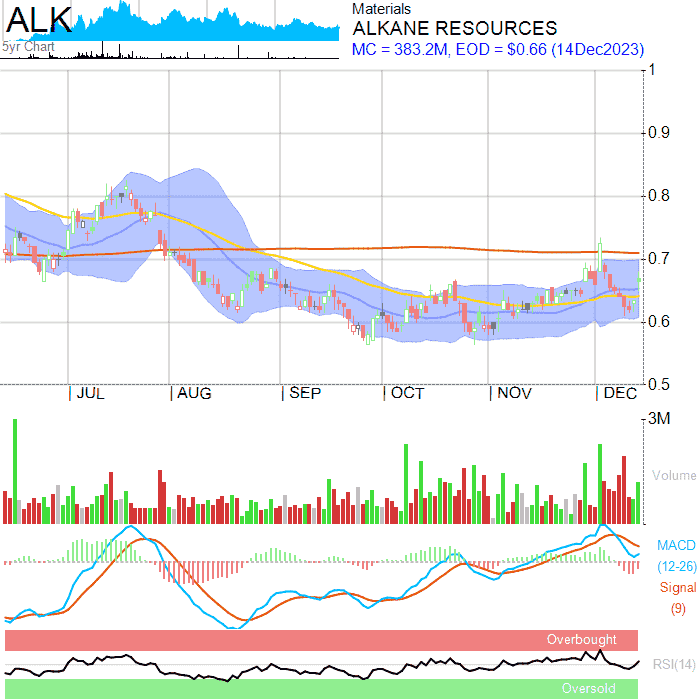 ALK
5yr Chart
Materials
ALKANE RESOURCES
MC = 383.2M, EOD = $0.66 (14Dec2023)
1
0.9
0.8
0.7
0.6
0.5
JUL AUG SEP OCT NOV DEC
3M
Volume
MACD
(12-26)
Signal
(9)
Overbought
RSI(14)
Oversold